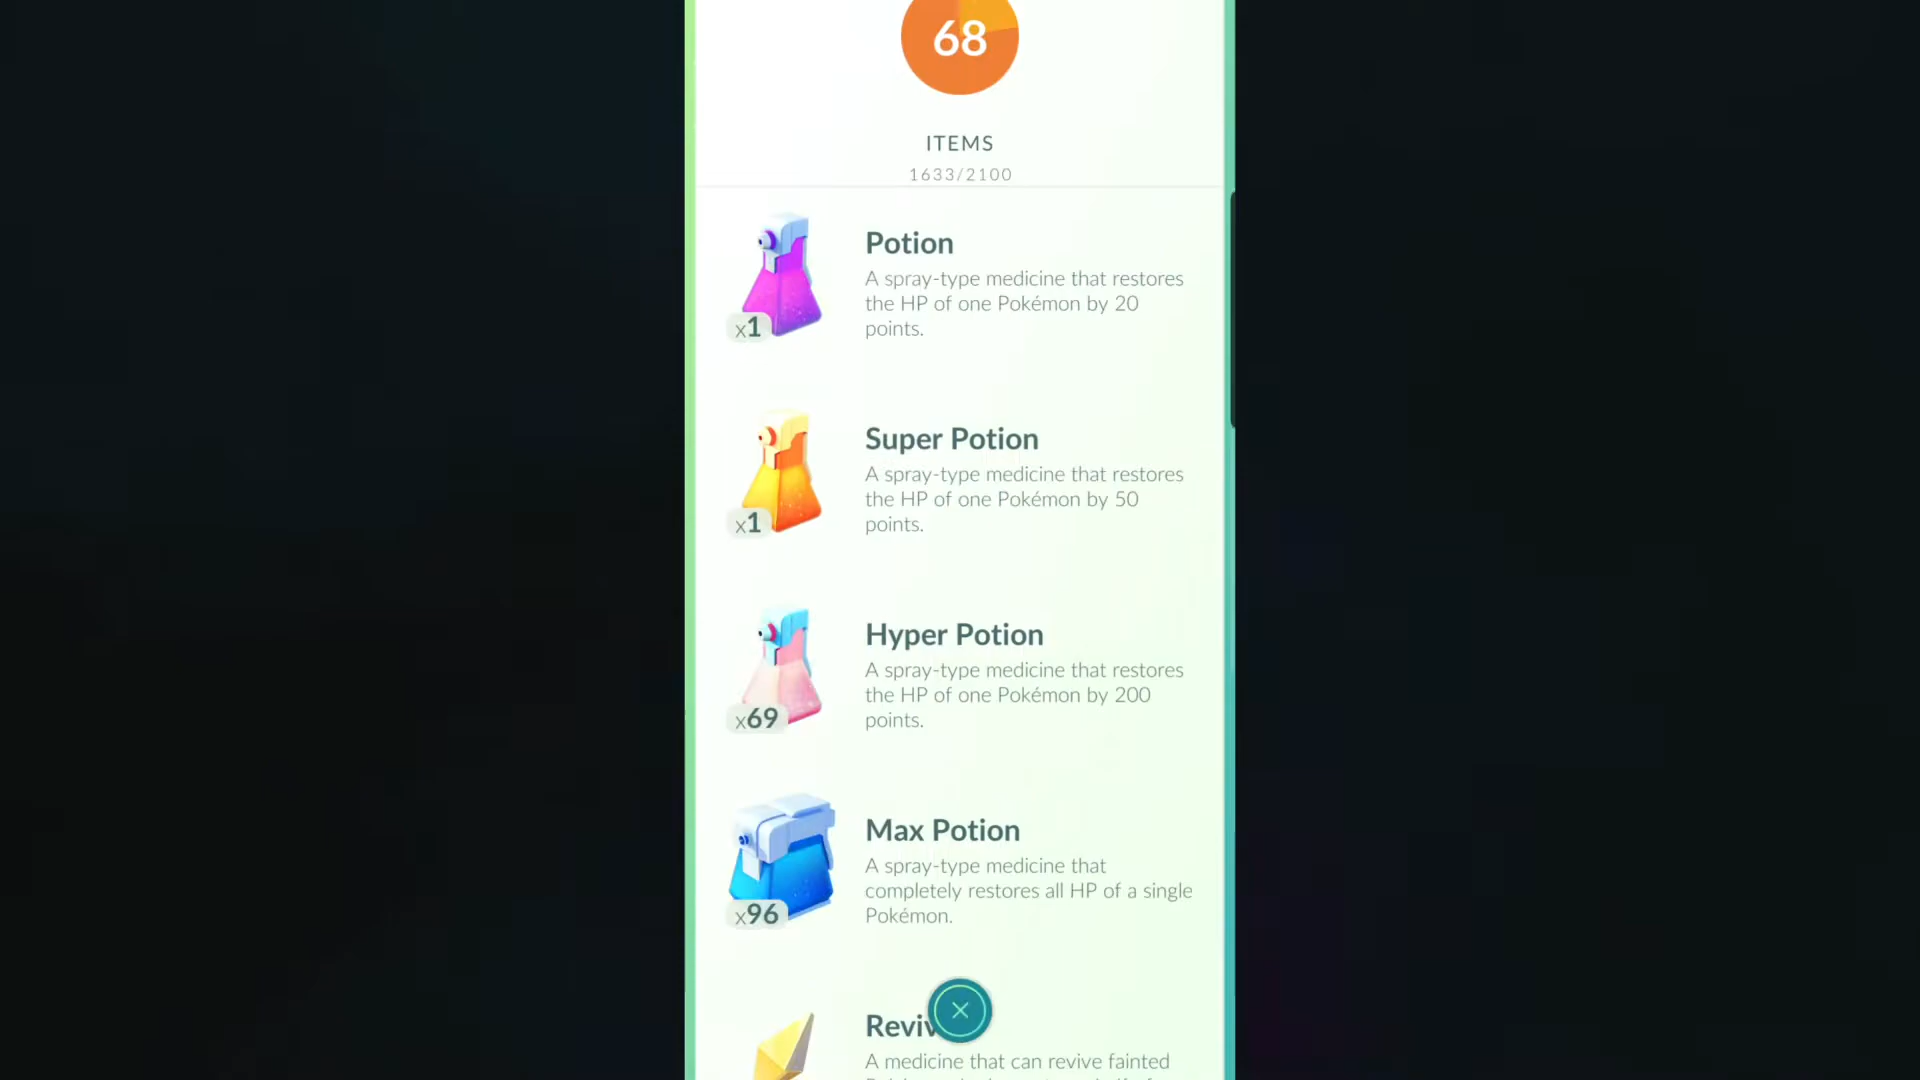 68
ITEMS
1633/2100
Potion
A spray-type medicine that restores
the HP of one Pokémon by 20
points.
x1
Super Potion
A spray-type medicine that restores
the HP of one Pokémon by 50
points.
x1
Hyper Potion
A spray-type medicine that restores
the HP of one Pokémon by 200
points.
x69
Max Potion
A spray-type medicine that
completely restores all HP of a single
Pokémon.
x96
A medicine that can revive fainted